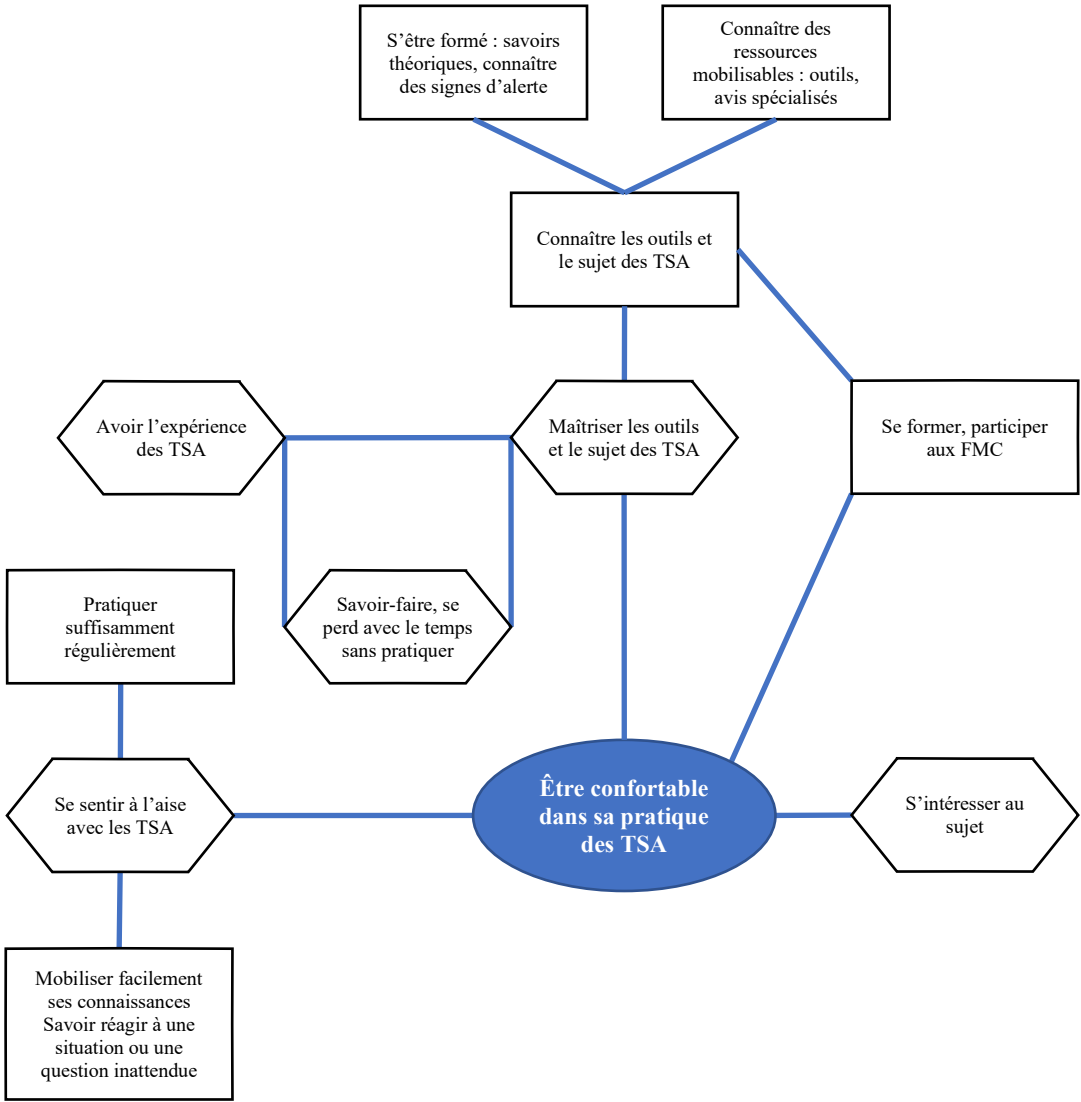 S’être formé : savoirs
théoriques, connaître
des signes d’alerte
Connaître des
ressources
mobilisables : outils,
avis spécialisés
Connaître les outils et
le sujet des TSA
Avoir l’expérience
des TSA
Maîtriser les outils
et le sujet des TSA
Se former, participer
aux FMC
Pratiquer
suffisamment
régulièrement
Savoir-faire, se
perd avec le temps
sans pratiquer
Se sentir à l’aise
avec les TSA
Être confortable
dans sa pratique
des TSA
S’intéresser au
sujet
Mobiliser facilement
ses connaissances
Savoir réagir à une
situation ou une
question inattendue